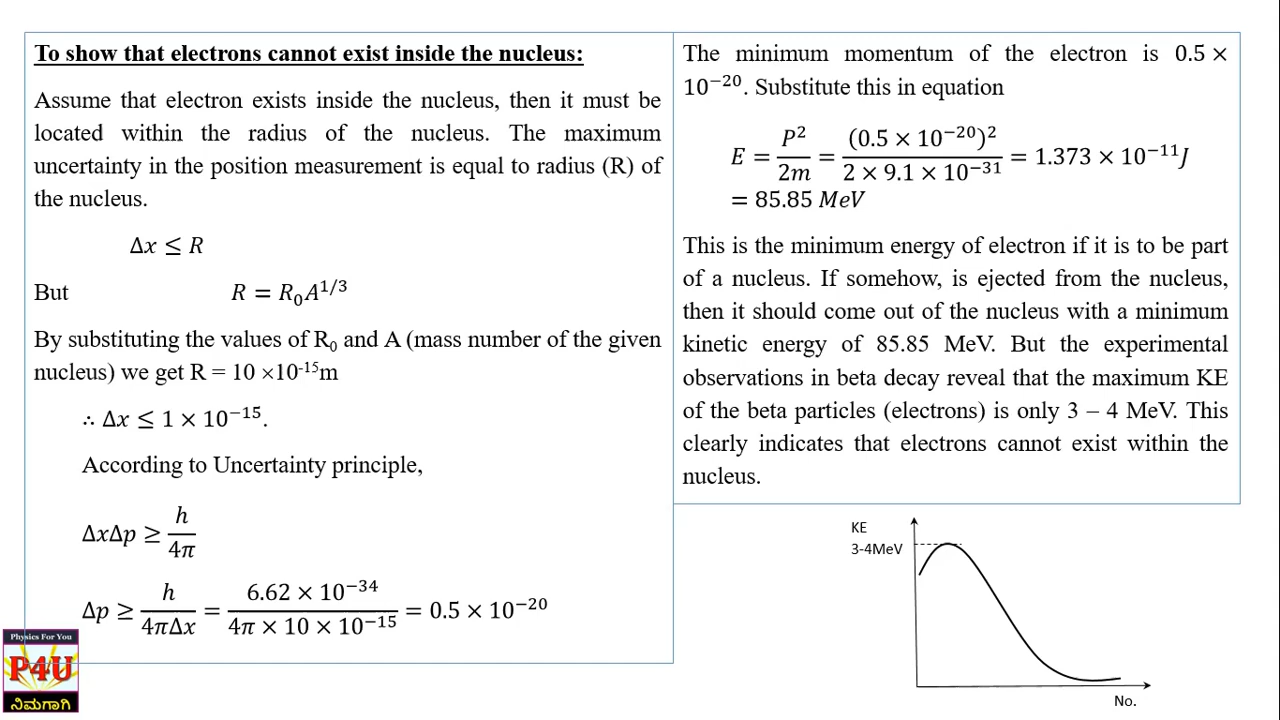 To show that electrons cannot exist inside the nucleus:
Assume that electron exists inside the nucleus, then it must be
located within the radius of the nucleus. The maximum
uncertainty in the position measurement is equal to radius (R) of
the nucleus.
Δx ≤ R
But R = R₀A^{1/3}
By substituting the values of R₀ and A (mass number of the given
nucleus) we get R = 10 ×10⁻¹⁵m
∴ Δx ≤ 1 × 10⁻¹⁵.
According to Uncertainty principle,
ΔxΔp ≥ h/4π
Δp ≥ h/4πΔx = 6.62 × 10⁻³⁴/4π × 10 × 10⁻¹⁵ = 0.5 × 10⁻²⁰
The minimum momentum of the electron is 0.5 ×
10⁻²⁰. Substitute this in equation
E = P²/2m = (0.5 × 10⁻²⁰)²/2 × 9.1 × 10⁻³¹ = 1.373 × 10⁻¹¹J
= 85.85 MeV
This is the minimum energy of electron if it is to be part
of a nucleus. If somehow, is ejected from the nucleus,
then it should come out of the nucleus with a minimum
kinetic energy of 85.85 MeV. But the experimental
observations in beta decay reveal that the maximum KE
of the beta particles (electrons) is only 3 – 4 MeV. This
clearly indicates that electrons cannot exist within the
nucleus.
KE
3-4MeV
No.
Physics For You
P4U
ನಿಮಗಾಗಿ